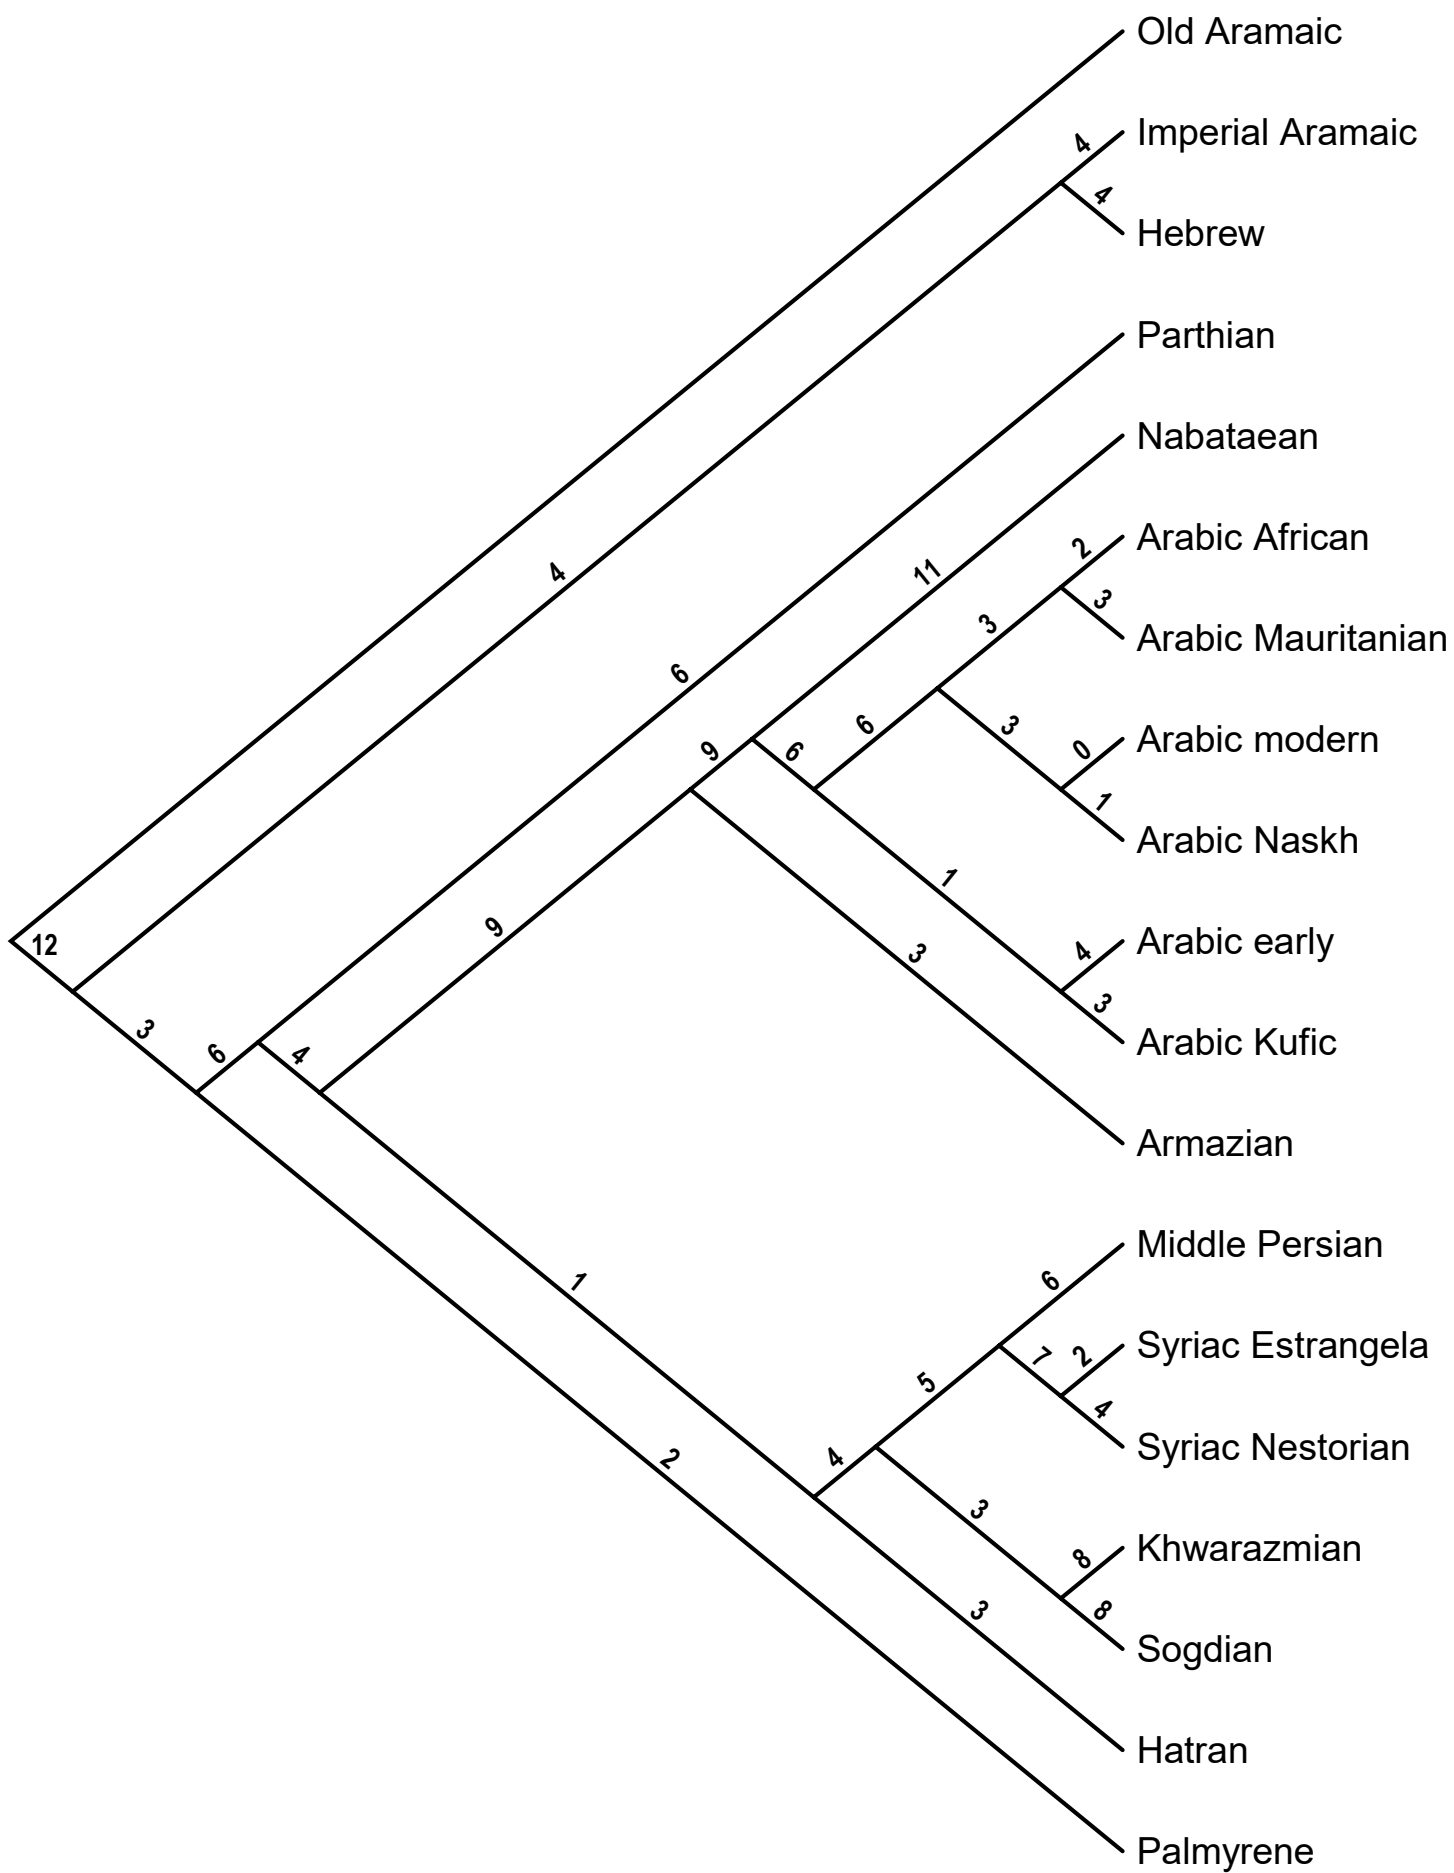 Old Aramaic
4
Imperial Aramaic
4
Hebrew
Parthian
Nabataean
4
11
2
Arabic African
3
3
Arabic Mauritanian
6
9
6
6
3
0
Arabic modern
1
Arabic Naskh
9
1
12
3
4
Arabic early
3
Arabic Kufic
3
6
4
Armazian
Middle Persian
1
6
7
2
Syriac Estrangela
5
4
Syriac Nestorian
2
4
3
8
Khwarazmian
3
8
Sogdian
Hatran
Palmyrene